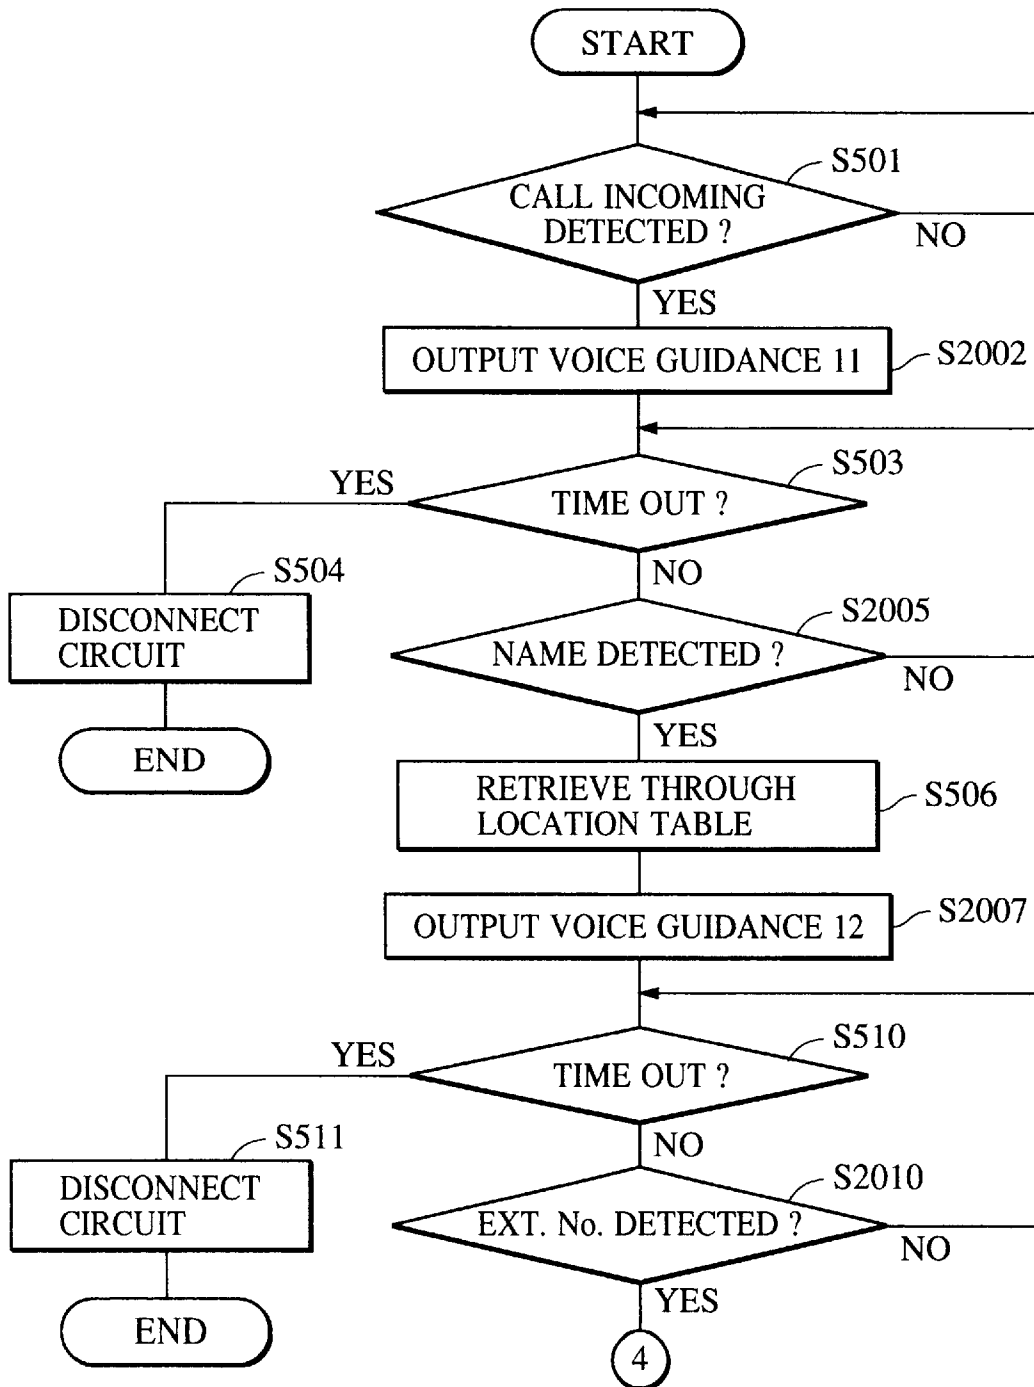 START
S501
CALL INCOMING
DETECTED ?
NO
YES
OUTPUT VOICE GUIDANCE 11
S2002
S503
YES
TIME OUT ?
NO
S504
DISCONNECT
CIRCUIT
END
S2005
NAME DETECTED ?
NO
YES
RETRIEVE THROUGH
LOCATION TABLE
S506
OUTPUT VOICE GUIDANCE 12
S2007
S510
YES
TIME OUT ?
NO
S511
DISCONNECT
CIRCUIT
END
S2010
EXT. No. DETECTED ?
NO
YES
4